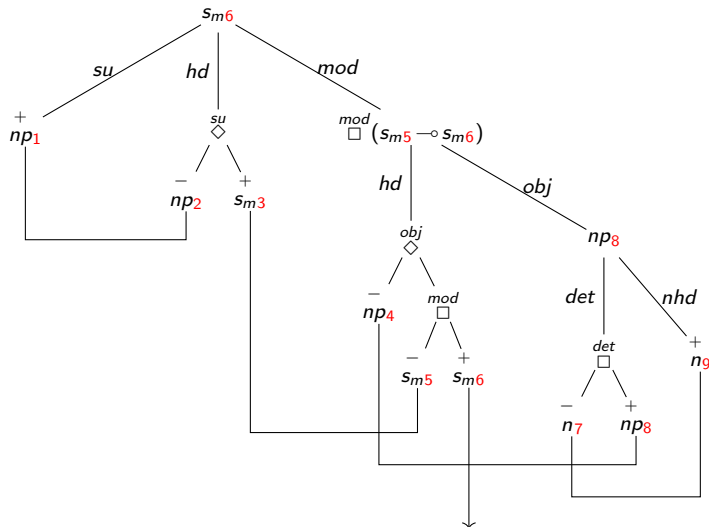 s_m6
su hd mod
+ su mod
np1 ◇ □ (s_m5 ⊸ s_m6)
− + hd obj
np2 s_m3
obj np8
◇
− mod det nhd
np4 □
− + det +
s_m5 s_m6 □ n9
− +
n7 np8